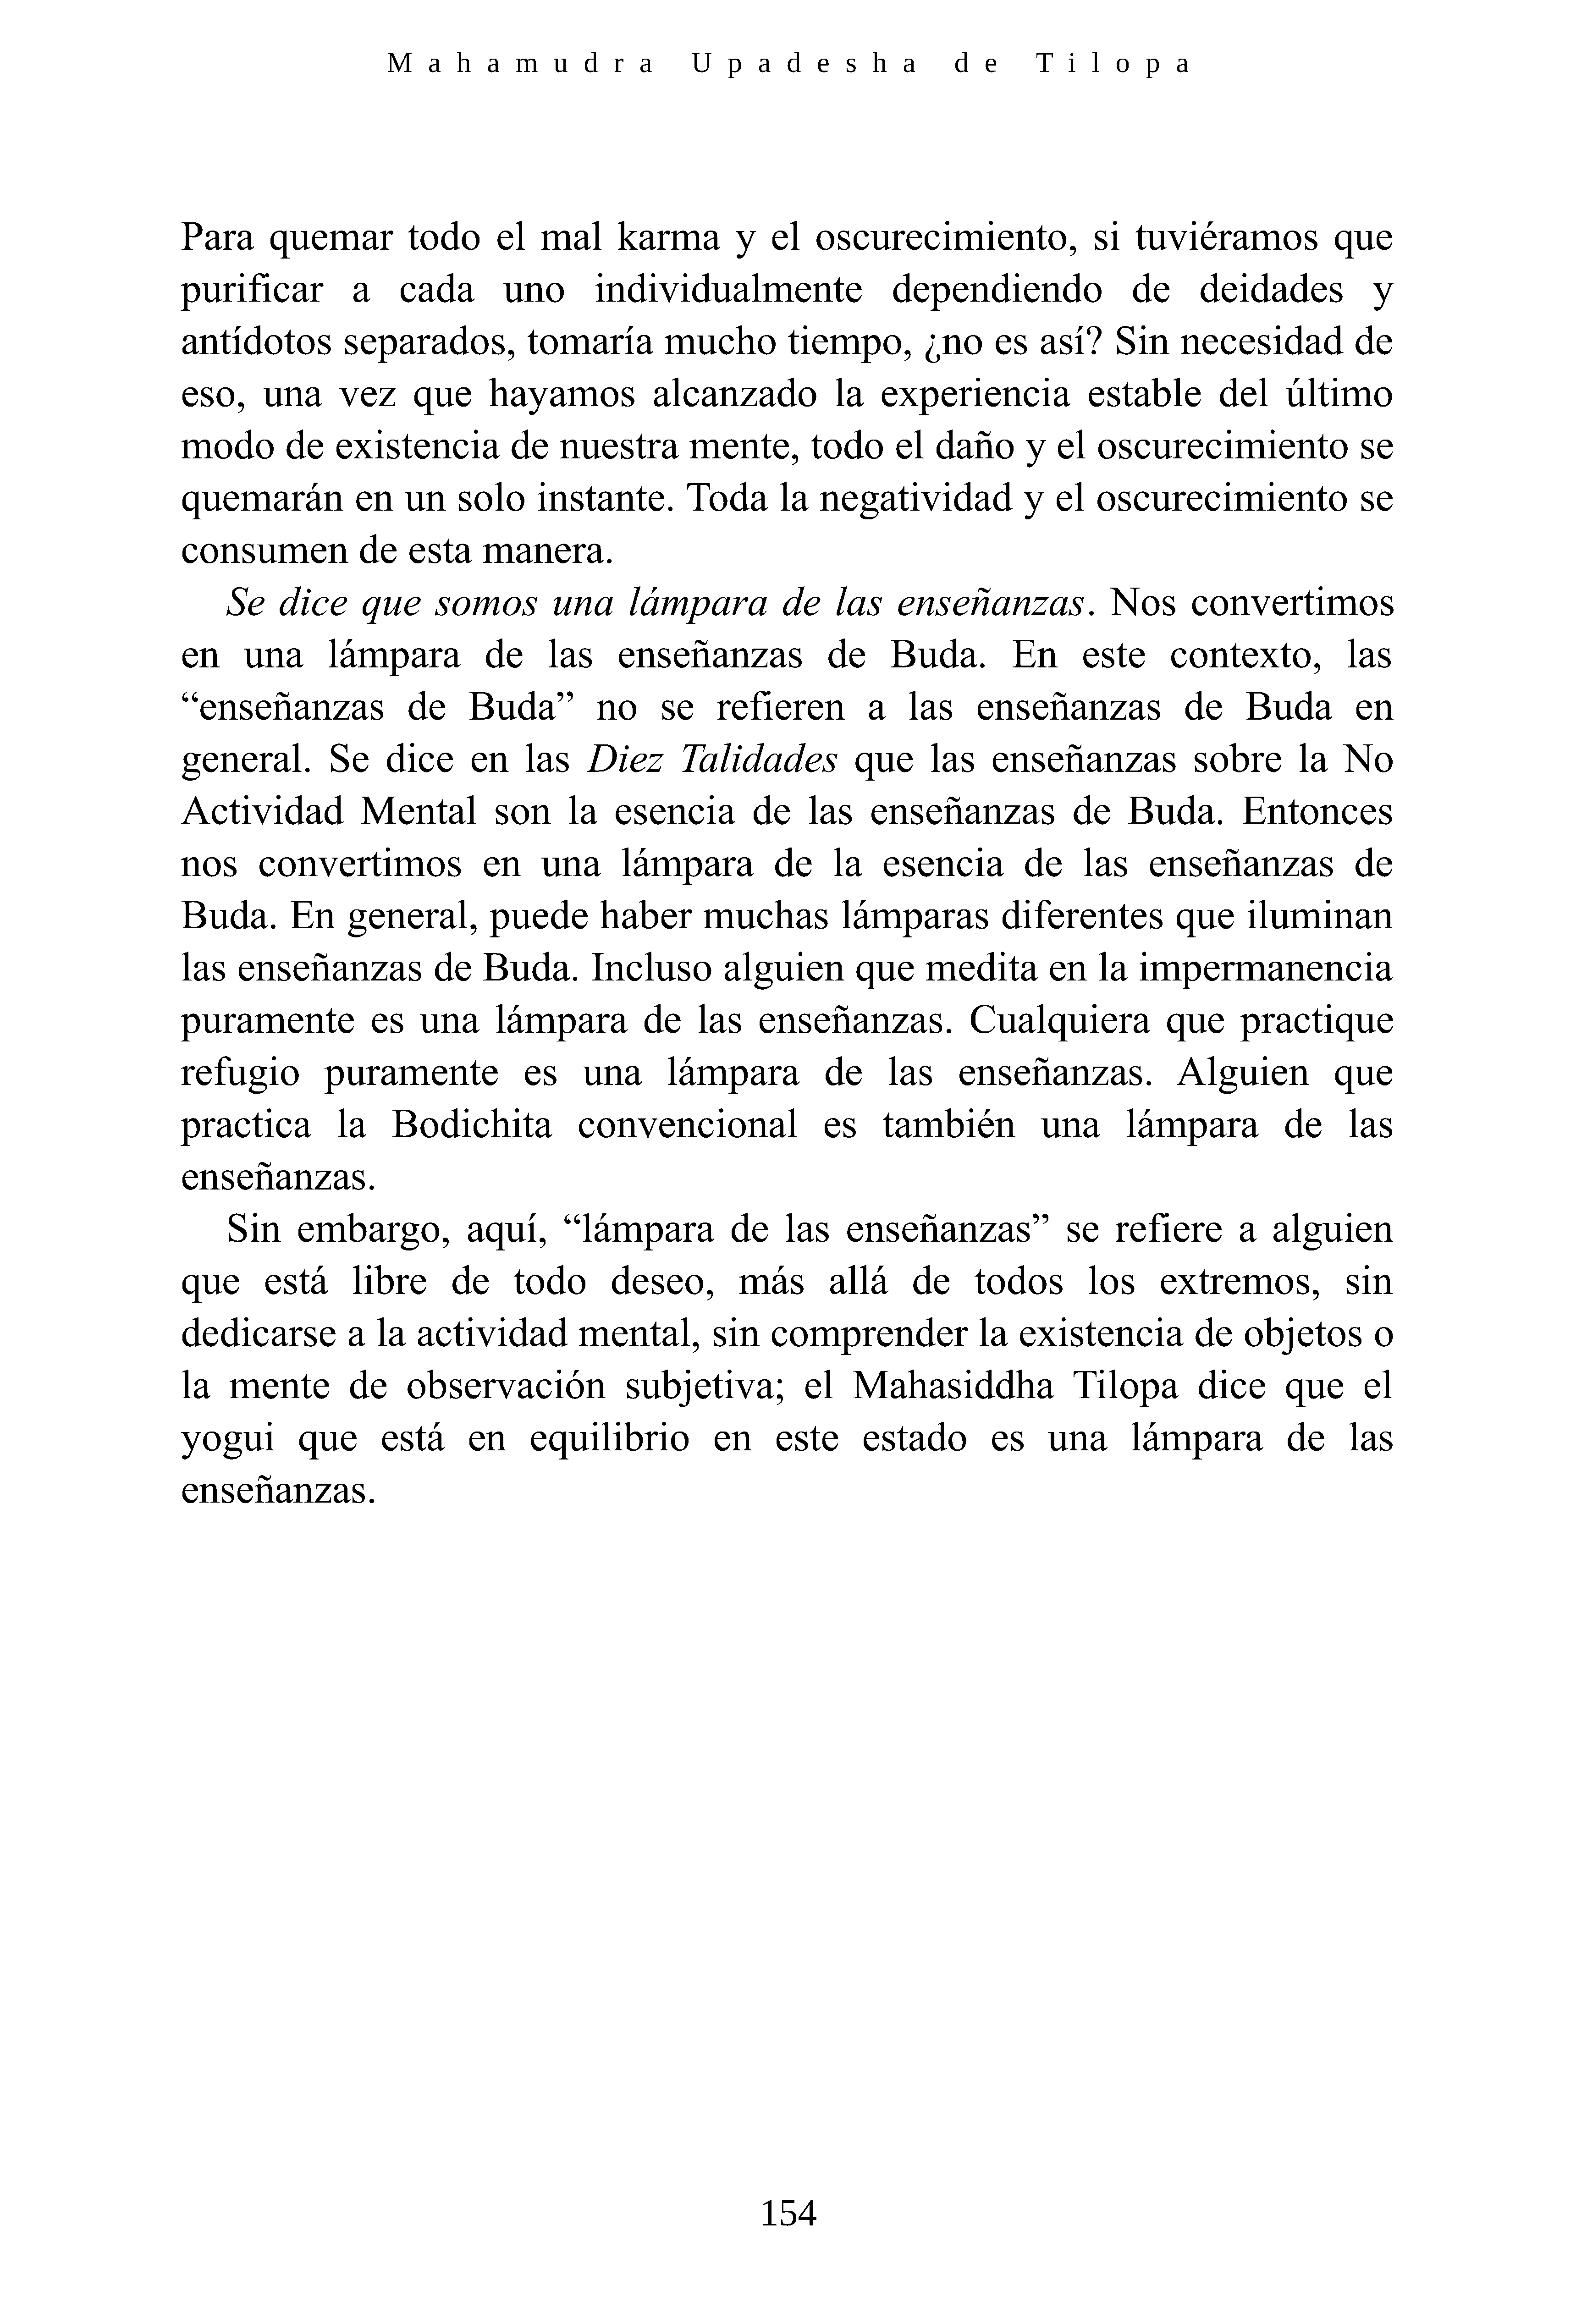 Mahamudra Upadesha de Tilopa
Para quemar todo el mal karma y el oscurecimiento, si tuviéramos que
purificar a cada uno individualmente dependiendo de deidades y
antídotos separados, tomaría mucho tiempo, ¿no es así? Sin necesidad de
eso, una vez que hayamos alcanzado la experiencia estable del último
modo de existencia de nuestra mente, todo el daño y el oscurecimiento se
quemarán en un solo instante. Toda la negatividad y el oscurecimiento se
consumen de esta manera.
Se dice que somos una lámpara de las enseñanzas. Nos convertimos
en una lámpara de las enseñanzas de Buda. En este contexto, las
“enseñanzas de Buda” no se refieren a las enseñanzas de Buda en
general. Se dice en las Diez Talidades que las enseñanzas sobre la No
Actividad Mental son la esencia de las enseñanzas de Buda. Entonces
nos convertimos en una lámpara de la esencia de las enseñanzas de
Buda. En general, puede haber muchas lámparas diferentes que iluminan
las enseñanzas de Buda. Incluso alguien que medita en la impermanencia
puramente es una lámpara de las enseñanzas. Cualquiera que practique
refugio puramente es una lámpara de las enseñanzas. Alguien que
practica la Bodichita convencional es también una lámpara de las
enseñanzas.
Sin embargo, aquí, “lámpara de las enseñanzas” se refiere a alguien
que está libre de todo deseo, más allá de todos los extremos, sin
dedicarse a la actividad mental, sin comprender la existencia de objetos o
la mente de observación subjetiva; el Mahasiddha Tilopa dice que el
yogui que está en equilibrio en este estado es una lámpara de las
enseñanzas.
154